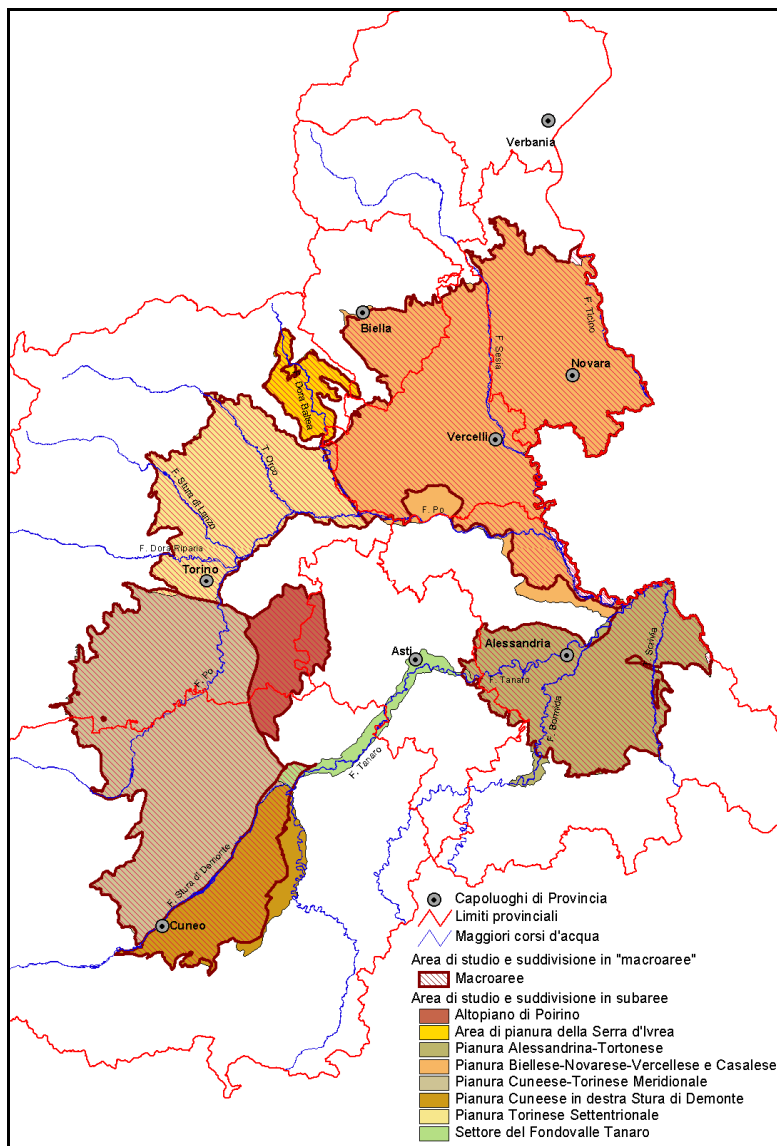 Verbania
Biella
F. Ticino
F. Sesia
Novara
Dora Baltea
Vercelli
T. Orco
F. Stura di Lanzo
F. Po
F. Dora Riparia
Torino
Asti
Alessandria
Scrivia
F. Tanaro
F. Po
F. Bormida
F. Tanaro
F. Stura di Demonte
Cuneo
Capoluoghi di Provincia
Limiti provinciali
Maggiori corsi d'acqua
Area di studio e suddivisione in "macroaree"
Macroaree
Area di studio e suddivisione in subaree
Altopiano di Poirino
Area di pianura della Serra d'Ivrea
Pianura Alessandrina-Tortonese
Pianura Biellese-Novarese-Vercellese e Casalese
Pianura Cuneese-Torinese Meridionale
Pianura Cuneese in destra Stura di Demonte
Pianura Torinese Settentrionale
Settore del Fondovalle Tanaro